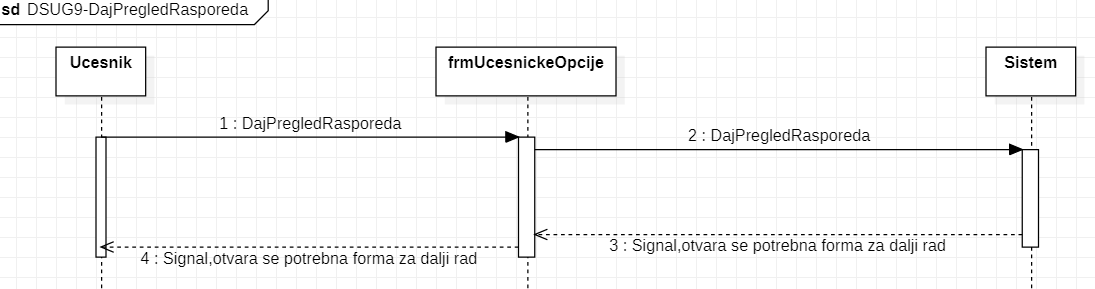 sd DSUG9-DajPregledRasporeda
Ucesnik
frmUcesnickeOpcije
Sistem
1 : DajPregledRasporeda
2 : DajPregledRasporeda
3 : Signal,otvara se potrebna forma za dalji rad
4 : Signal,otvara se potrebna forma za dalji rad